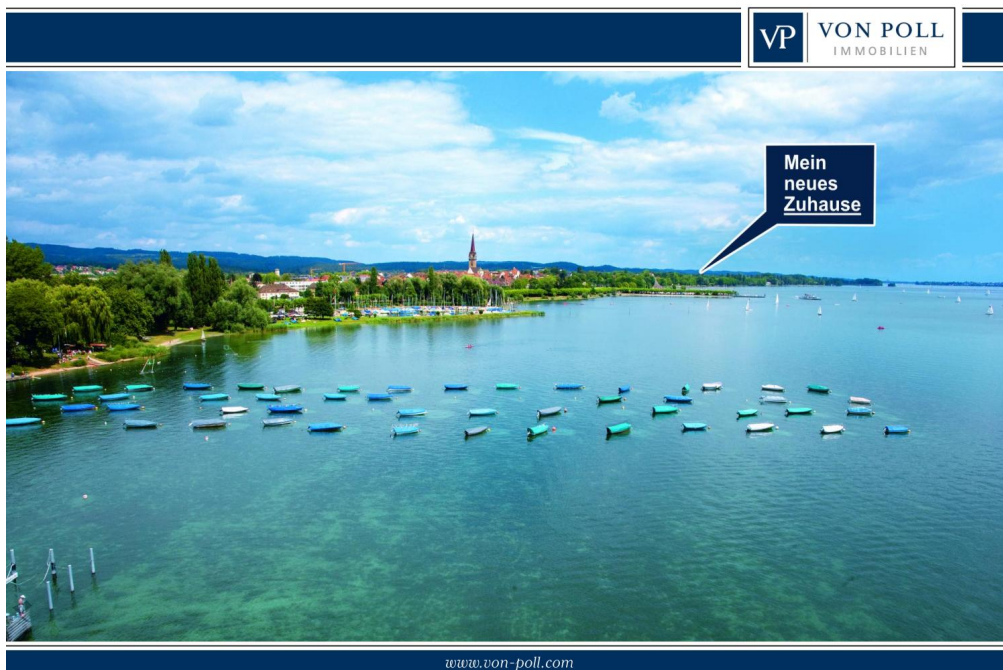 VP
VON POLL
IMMOBILIEN
Mein
neues
Zuhause
www.von-poll.com